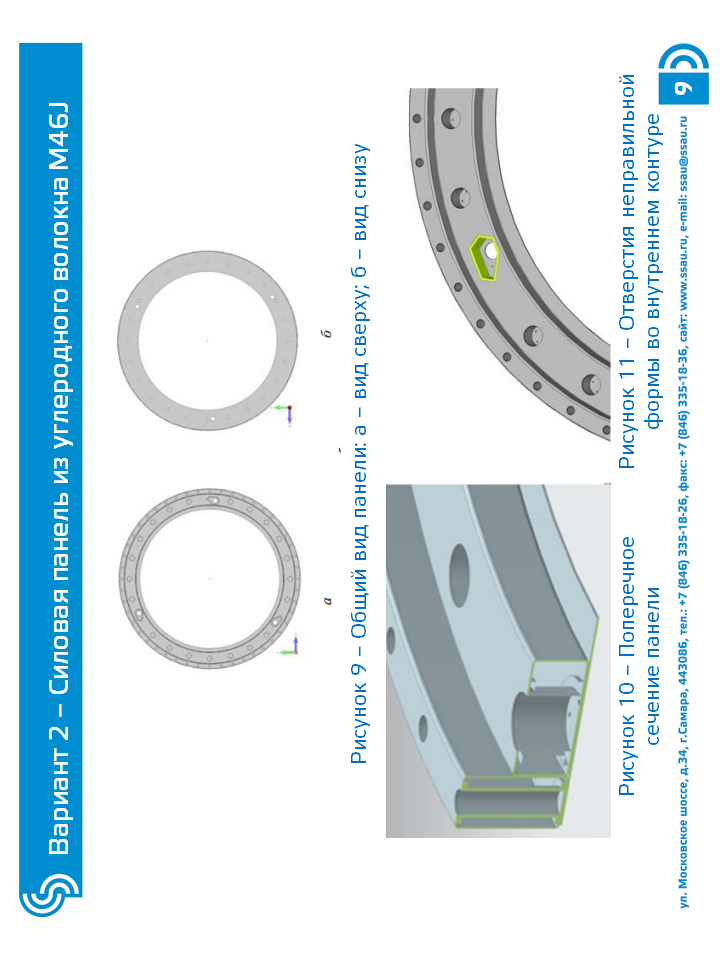 Вариант 2 – Силовая панель из углеродного волокна M46J
а
б
Рисунок 9 – Общий вид панели: а – вид сверху; б – вид снизу
Рисунок 10 – Поперечное
сечение панели
Рисунок 11 – Отверстия неправильной
формы во внутреннем контуре
ул. Московское шоссе, д.34, г.Самара, 443086, тел.: +7 (846) 335-18-26, факс: +7 (846) 335-18-36, сайт: www.ssau.ru, e-mail: ssau@ssau.ru
9